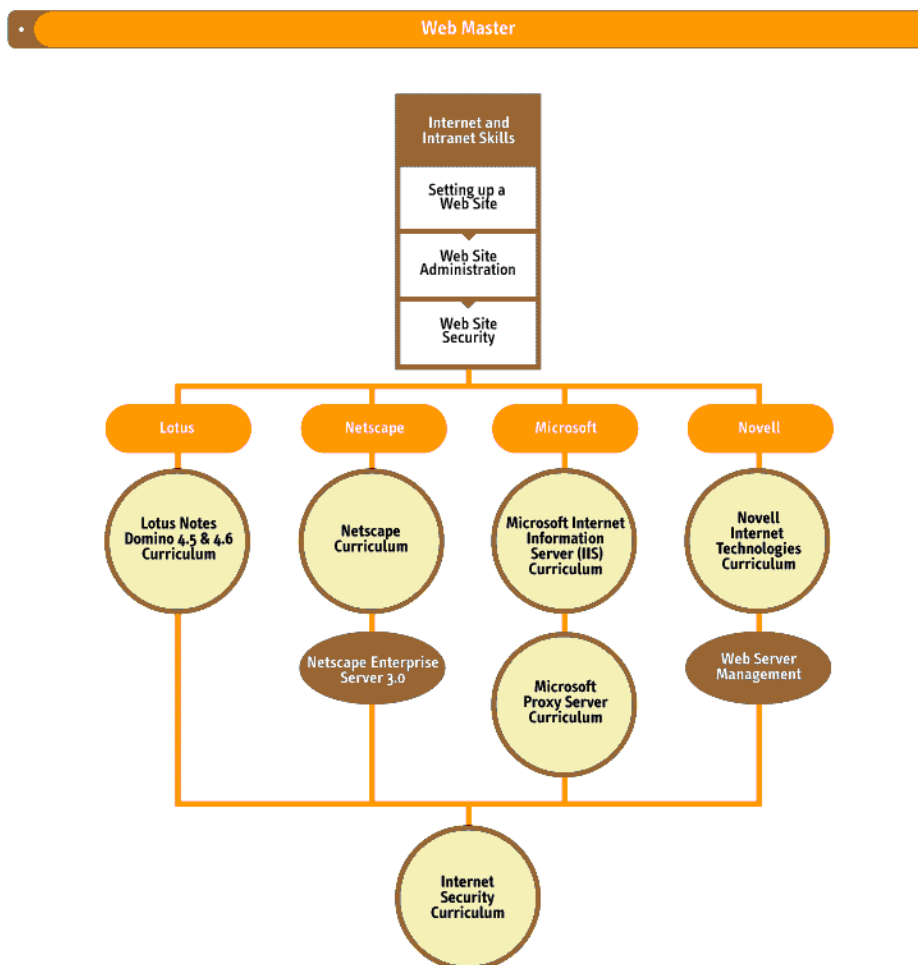 Web Master
Internet and
Intranet Skills
Setting up a
Web Site
Web Site
Administration
Web Site
Security
Lotus
Netscape
Microsoft
Novell
Lotus Notes
Domino 4.5 & 4.6
Curriculum
Netscape
Curriculum
Microsoft Internet
Information
Server (IIS)
Curriculum
Novell
Internet
Technologies
Curriculum
Netscape Enterprise
Server 3.0
Microsoft
Proxy Server
Curriculum
Web Server
Management
Internet
Security
Curriculum